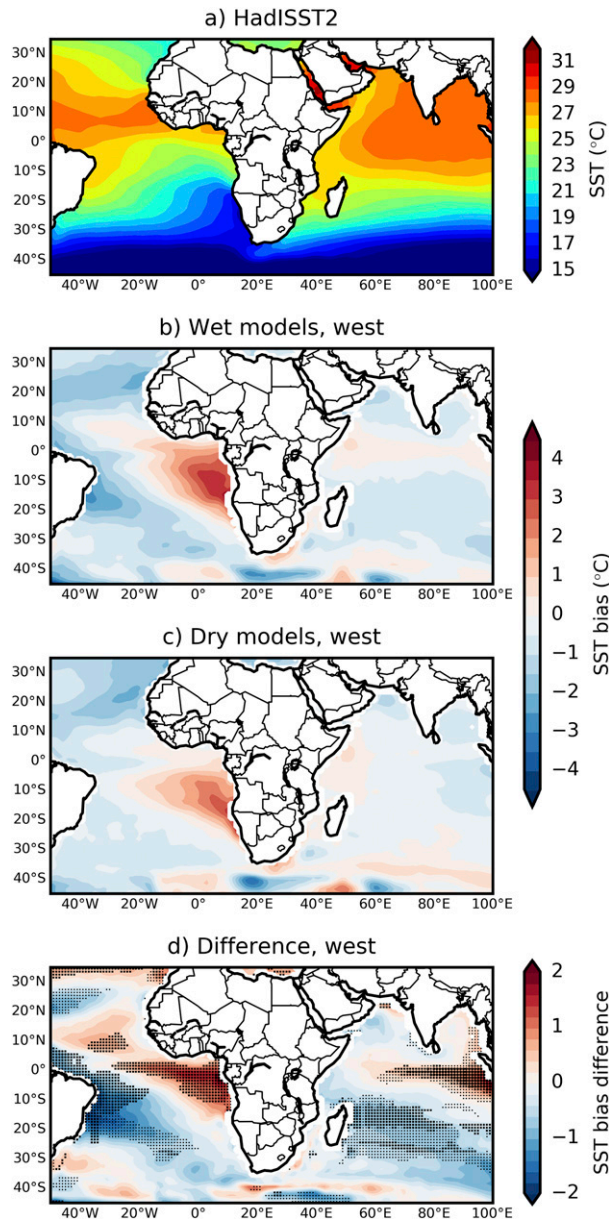 a) HadISST2
30°N
20°N
10°N
0°
10°S
20°S
30°S
40°S
40°W 20°W 0° 20°E 40°E 60°E 80°E 100°E
31
29
27
25
23
21
19
17
15
SST (°C)
b) Wet models, west
30°N
20°N
10°N
0°
10°S
20°S
30°S
40°S
40°W 20°W 0° 20°E 40°E 60°E 80°E 100°E
c) Dry models, west
30°N
20°N
10°N
0°
10°S
20°S
30°S
40°S
40°W 20°W 0° 20°E 40°E 60°E 80°E 100°E
4
3
2
1
0
−1
−2
−3
−4
SST bias (°C)
d) Difference, west
30°N
20°N
10°N
0°
10°S
20°S
30°S
40°S
40°W 20°W 0° 20°E 40°E 60°E 80°E 100°E
2
1
0
−1
−2
SST bias difference